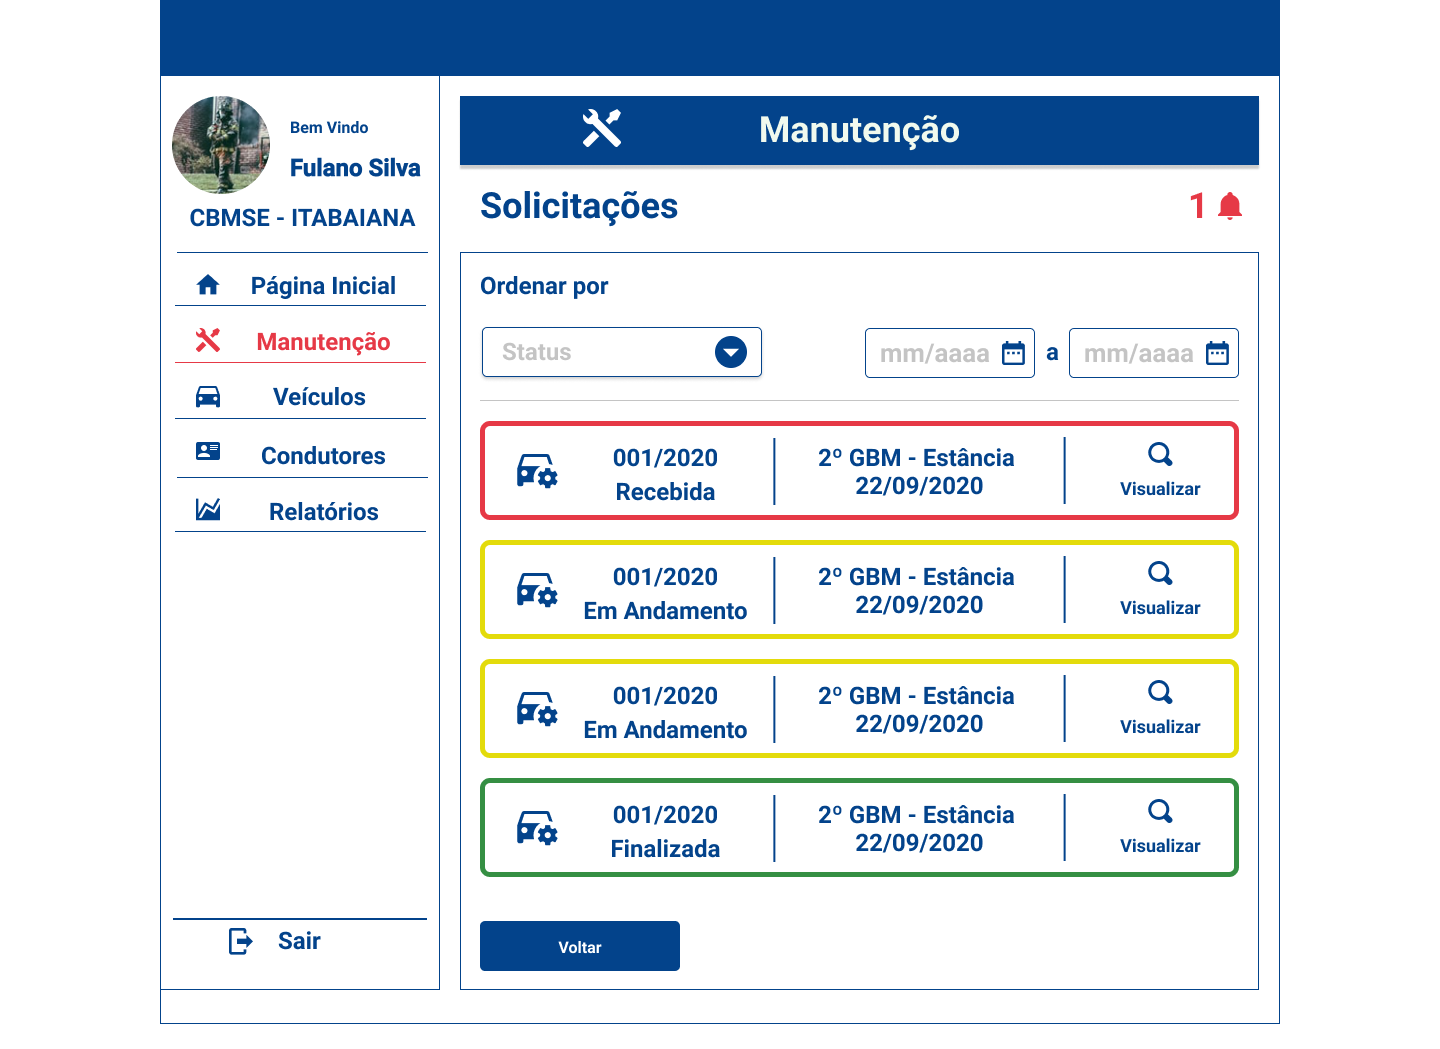 Bem Vindo
Fulano Silva
CBMSE - ITABAIANA
Página Inicial
Manutenção
Veículos
Condutores
Relatórios
Sair
Manutenção
Solicitações
1
Ordenar por
Status
mm/aaaa a mm/aaaa
001/2020
Recebida
2º GBM - Estância
22/09/2020
Visualizar
001/2020
Em Andamento
2º GBM - Estância
22/09/2020
Visualizar
001/2020
Em Andamento
2º GBM - Estância
22/09/2020
Visualizar
001/2020
Finalizada
2º GBM - Estância
22/09/2020
Visualizar
Voltar